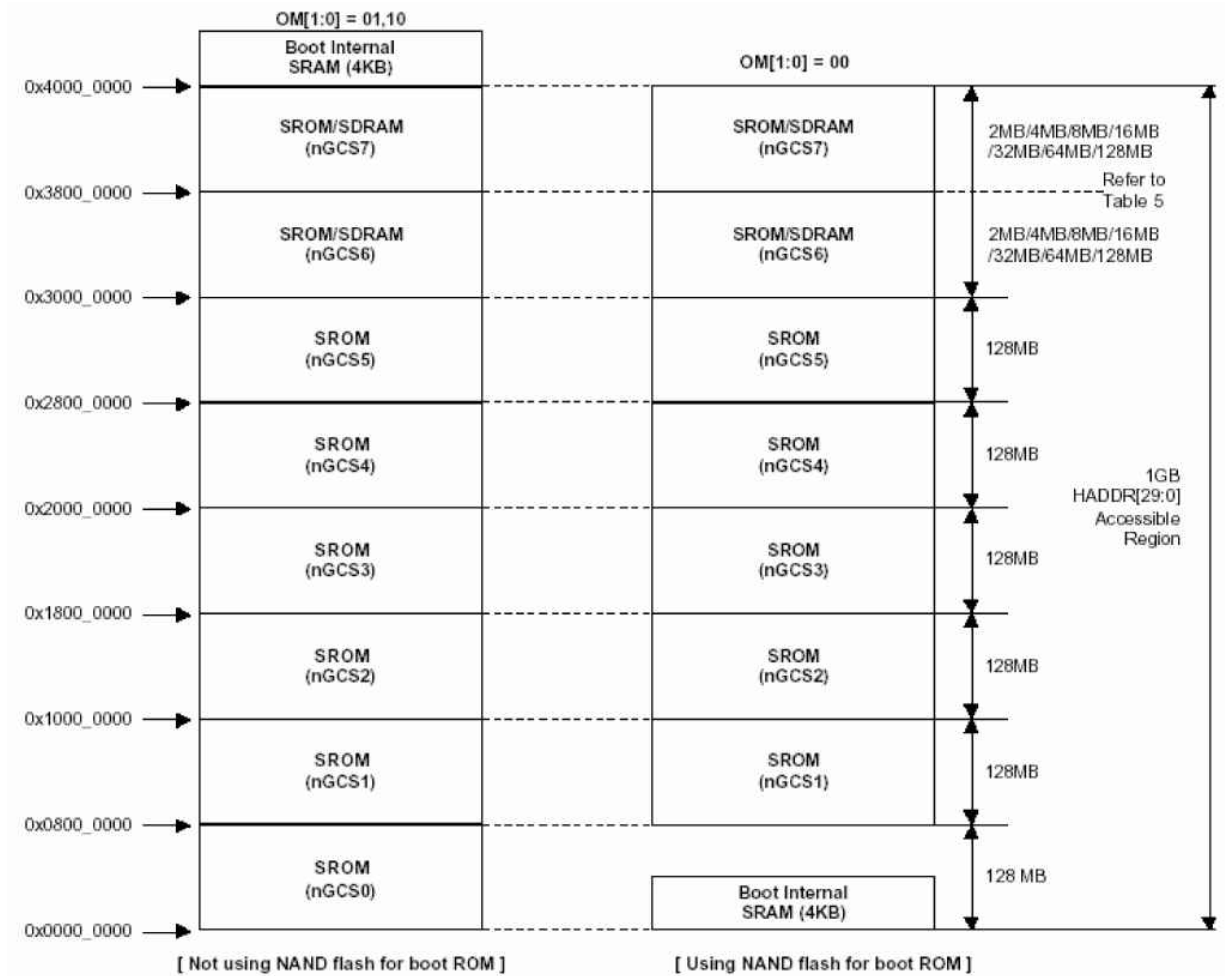 OM[1:0] = 01,10
Boot Internal
SRAM (4KB)
OM[1:0] = 00
0x4000_0000
SROM/SDRAM
(nGCS7)
SROM/SDRAM
(nGCS7)
2MB/4MB/8MB/16MB
/32MB/64MB/128MB
0x3800_0000
Refer to
Table 5
SROM/SDRAM
(nGCS6)
SROM/SDRAM
(nGCS6)
2MB/4MB/8MB/16MB
/32MB/64MB/128MB
0x3000_0000
SROM
(nGCS5)
SROM
(nGCS5)
128MB
0x2800_0000
SROM
(nGCS4)
SROM
(nGCS4)
128MB
1GB
HADDR[29:0]
Accessible
Region
0x2000_0000
SROM
(nGCS3)
SROM
(nGCS3)
128MB
0x1800_0000
SROM
(nGCS2)
SROM
(nGCS2)
128MB
0x1000_0000
SROM
(nGCS1)
SROM
(nGCS1)
128MB
0x0800_0000
SROM
(nGCS0)
128 MB
Boot Internal
SRAM (4KB)
0x0000_0000
[ Not using NAND flash for boot ROM ]
[ Using NAND flash for boot ROM ]